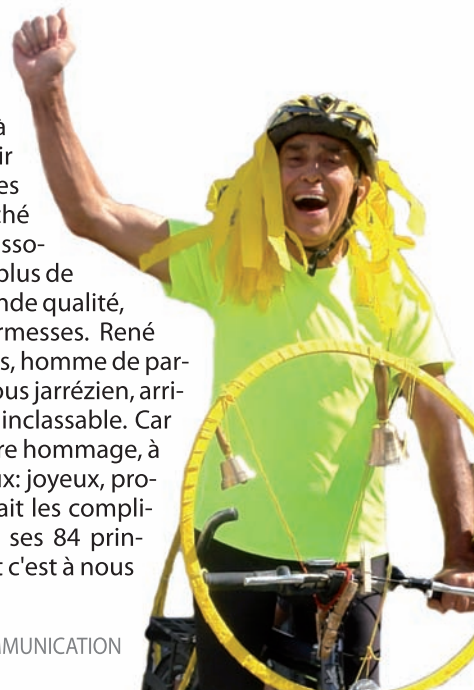 à
ir
es
ché
sso-
plus de
nde qualité,
rmesses. René
s, homme de par-
ous jarrézien, arri-
inclassable. Car
re hommage, à
ux: joyeux, pro-
ait les compli-
ses 84 prin-
t c'est à nous
MMUNICATION